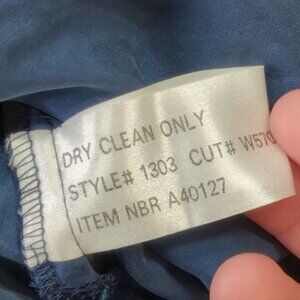 DRY CLEAN ONLY
STYLE# 1303 CUT# W570
ITEM NBR A40127